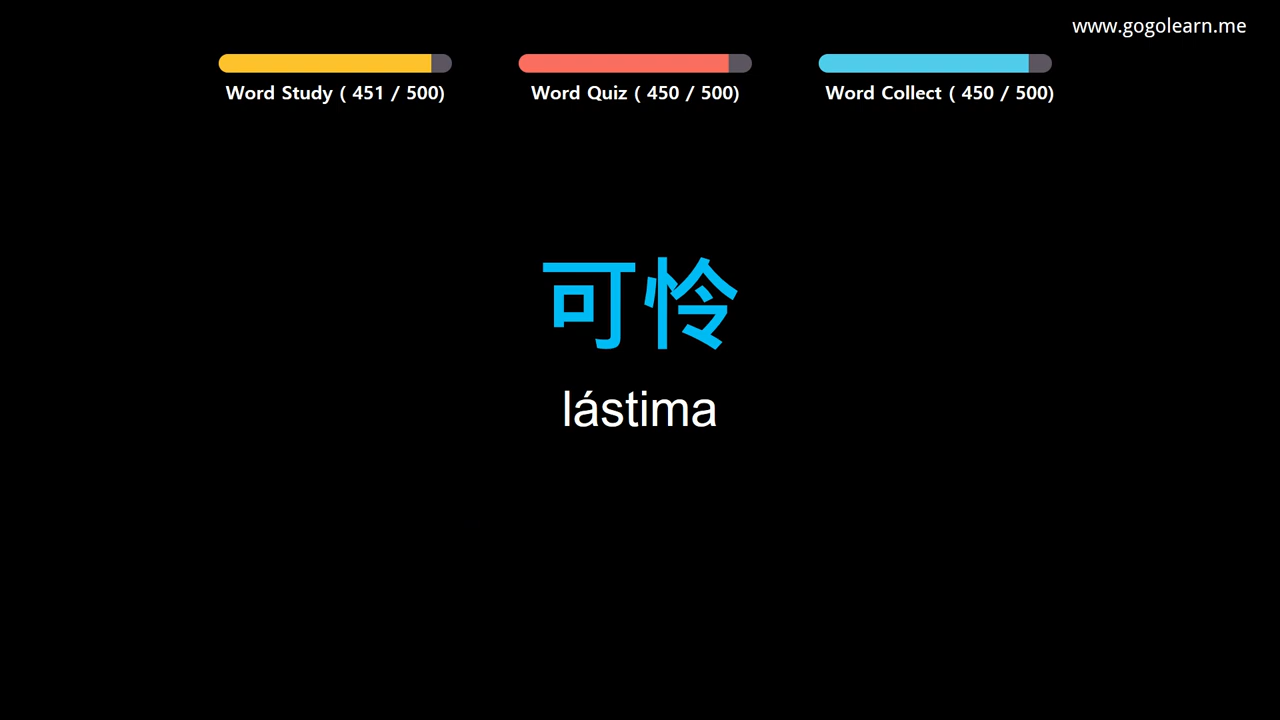 www.gogolearn.me
Word Study ( 451 / 500)
Word Quiz ( 450 / 500)
Word Collect ( 450 / 500)
可怜
lástima